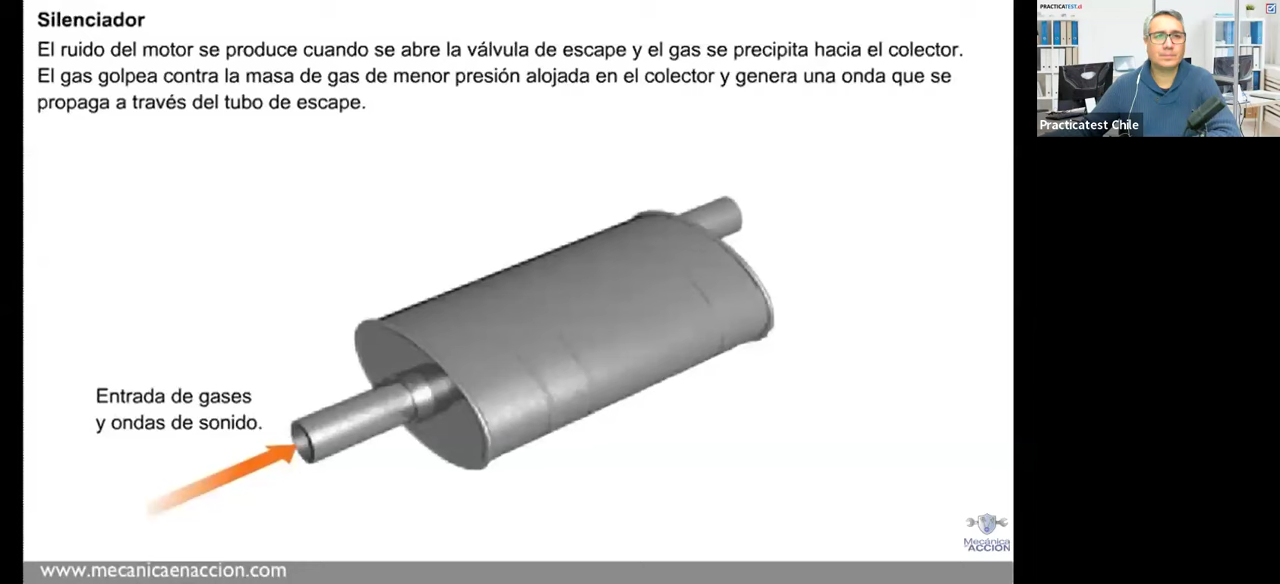 Silenciador
El ruido del motor se produce cuando se abre la válvula de escape y el gas se precipita hacia el colector.
El gas golpea contra la masa de gas de menor presión alojada en el colector y genera una onda que se
propaga a través del tubo de escape.
Entrada de gases
y ondas de sonido.
Mecánica
ACCIÓN
www.mecanicaenaccion.com
PRACTICATEST.cl
Practicatest Chile